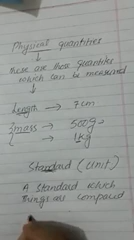 Physical quantities
↓
these are those quantities
which can be measured
↓
Length → 7cm
mass → 500g
→ 1kg
Standard (Unit)
A standard which
things are compared